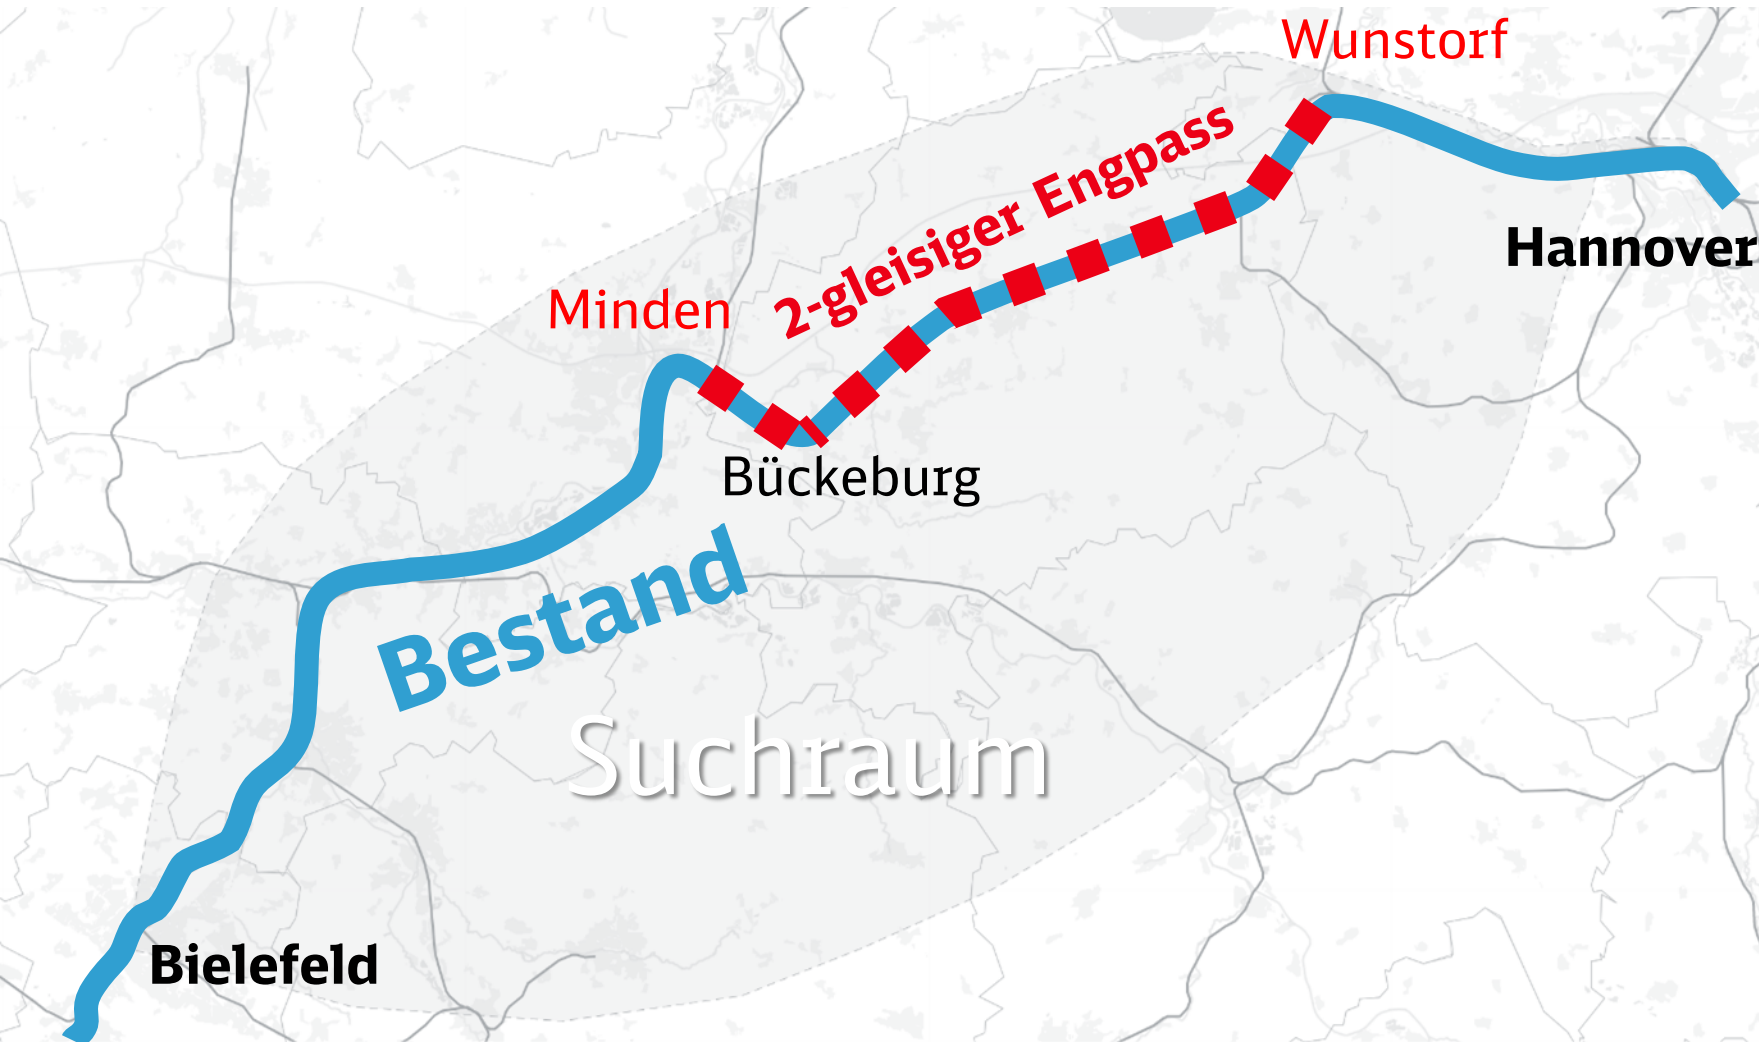 Wunstorf
2-gleisiger Engpass
Hannover
Minden
Bückeburg
Bestand
Suchraum
Bielefeld